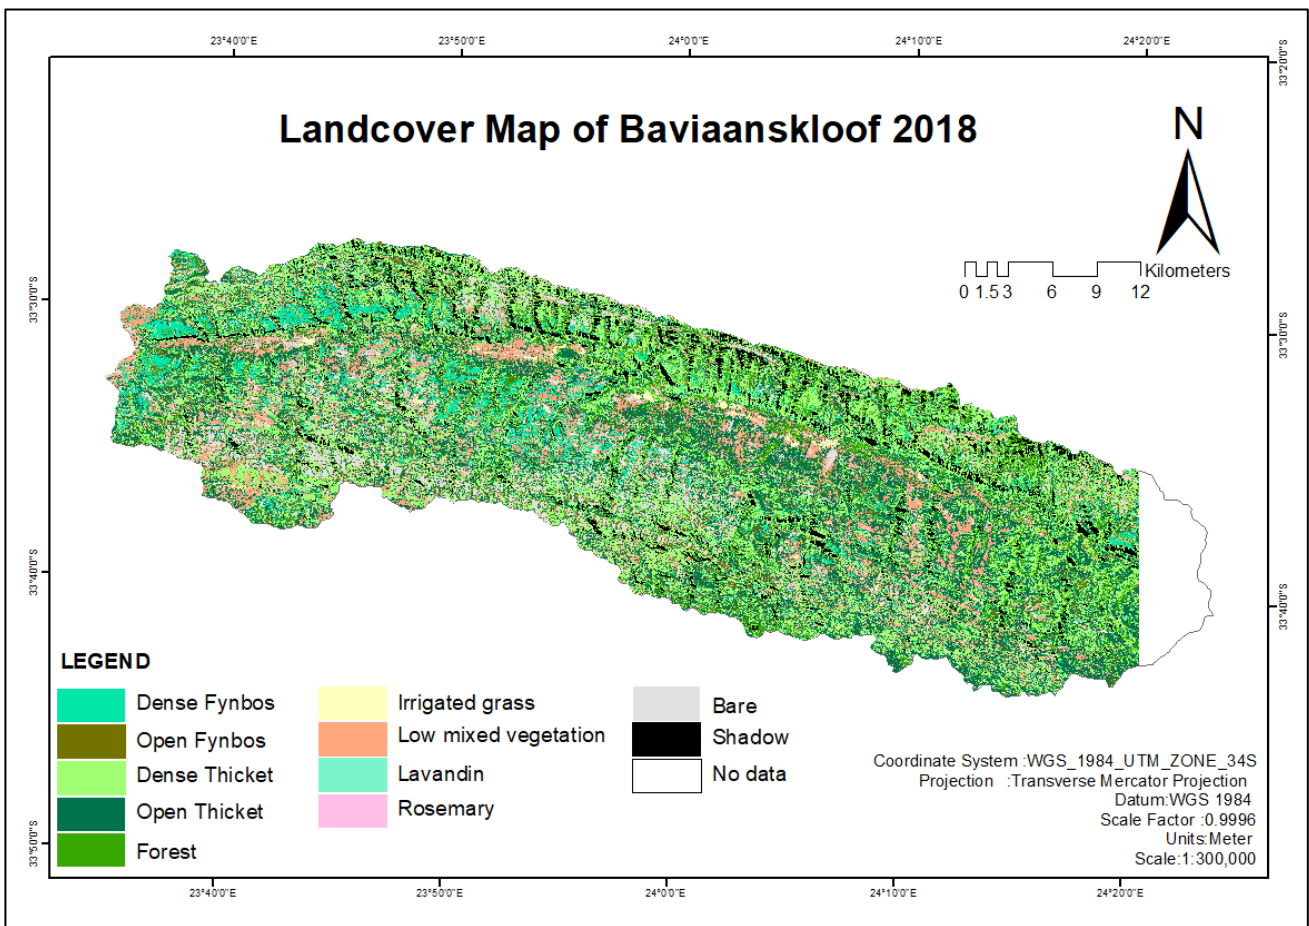 23°40'0"E 23°50'0"E 24°0'0"E 24°10'0"E 24°20'0"E
33°20'0"S
Landcover Map of Baviaanskloof 2018
N
Kilometers
0 1.5 3 6 9 12
33°30'0"S
33°30'0"S
33°40'0"S
33°40'0"S
33°50'0"S
LEGEND
Dense Fynbos
Open Fynbos
Dense Thicket
Open Thicket
Forest
Irrigated grass
Low mixed vegetation
Lavandin
Rosemary
Bare
Shadow
No data
Coordinate System :WGS_1984_UTM_ZONE_34S
Projection :Transverse Mercator Projection
Datum:WGS 1984
Scale Factor :0.9996
Units:Meter
Scale:1:300,000
23°40'0"E 23°50'0"E 24°0'0"E 24°10'0"E 24°20'0"E